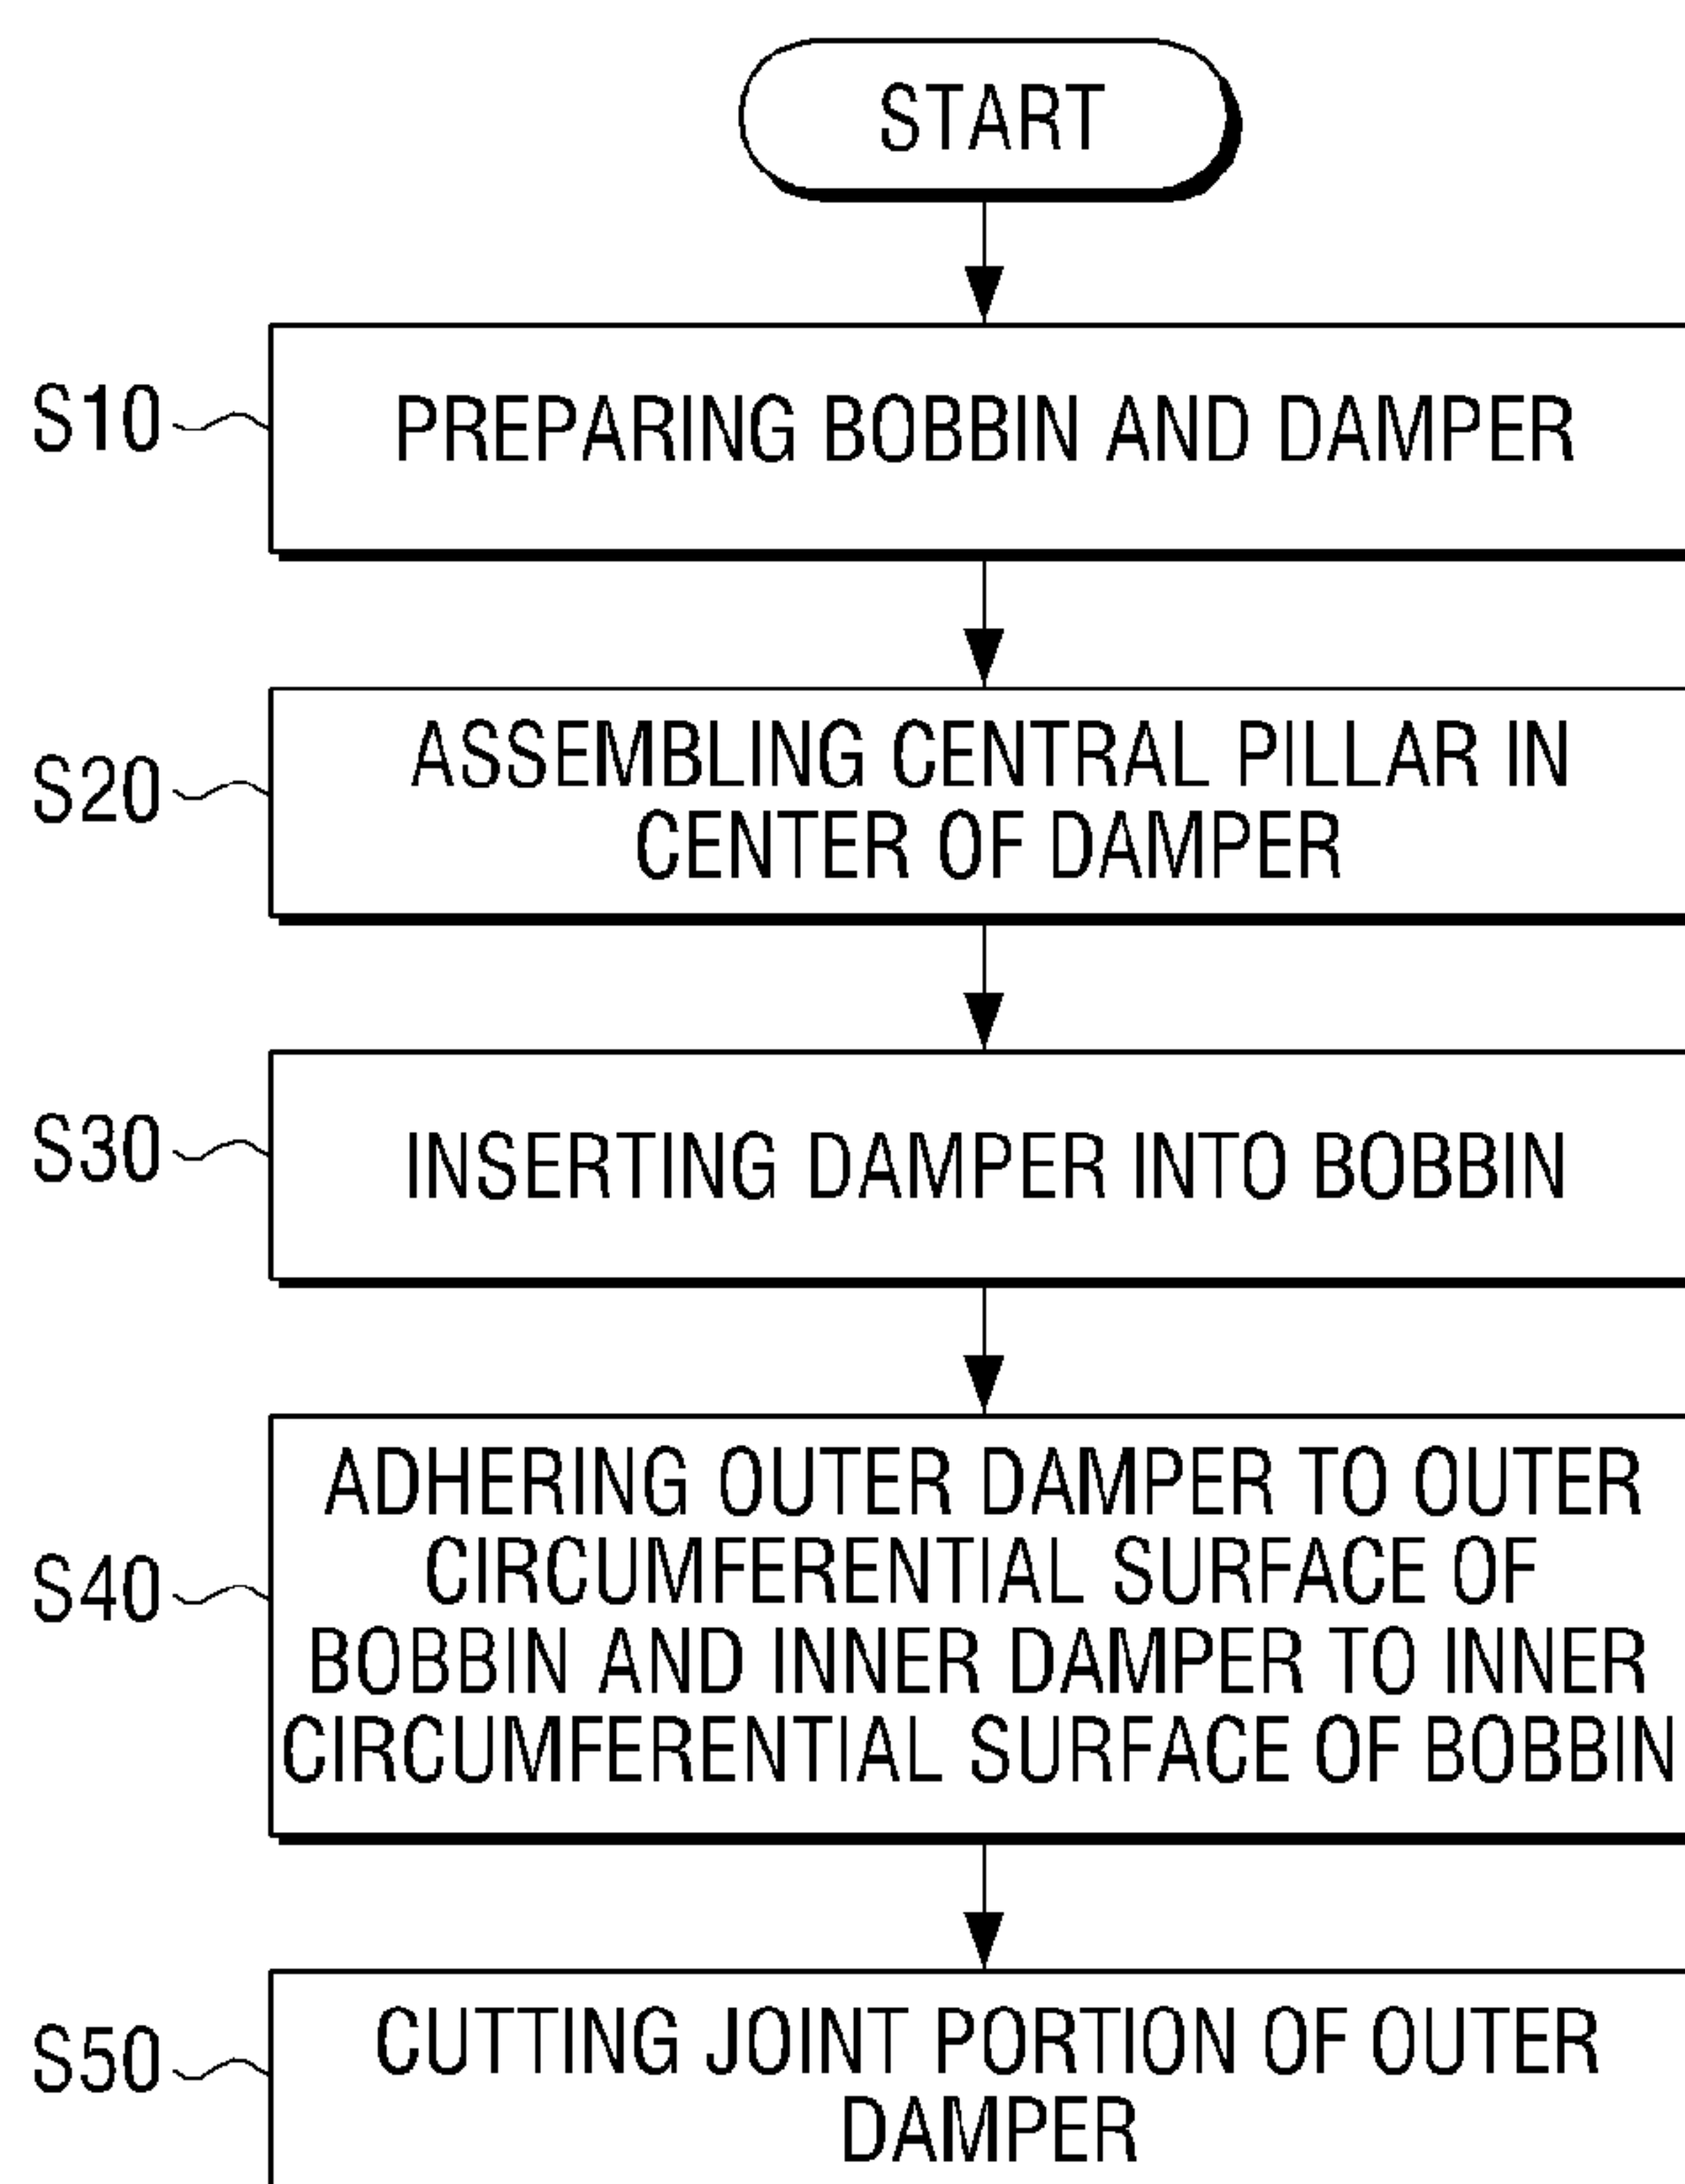 START
S10
PREPARING BOBBIN AND DAMPER
S20
ASSEMBLING CENTRAL PILLAR IN
CENTER OF DAMPER
S30
INSERTING DAMPER INTO BOBBIN
S40
ADHERING OUTER DAMPER TO OUTER
CIRCUMFERENTIAL SURFACE OF
BOBBIN AND INNER DAMPER TO INNER
CIRCUMFERENTIAL SURFACE OF BOBBIN
S50
CUTTING JOINT PORTION OF OUTER
DAMPER